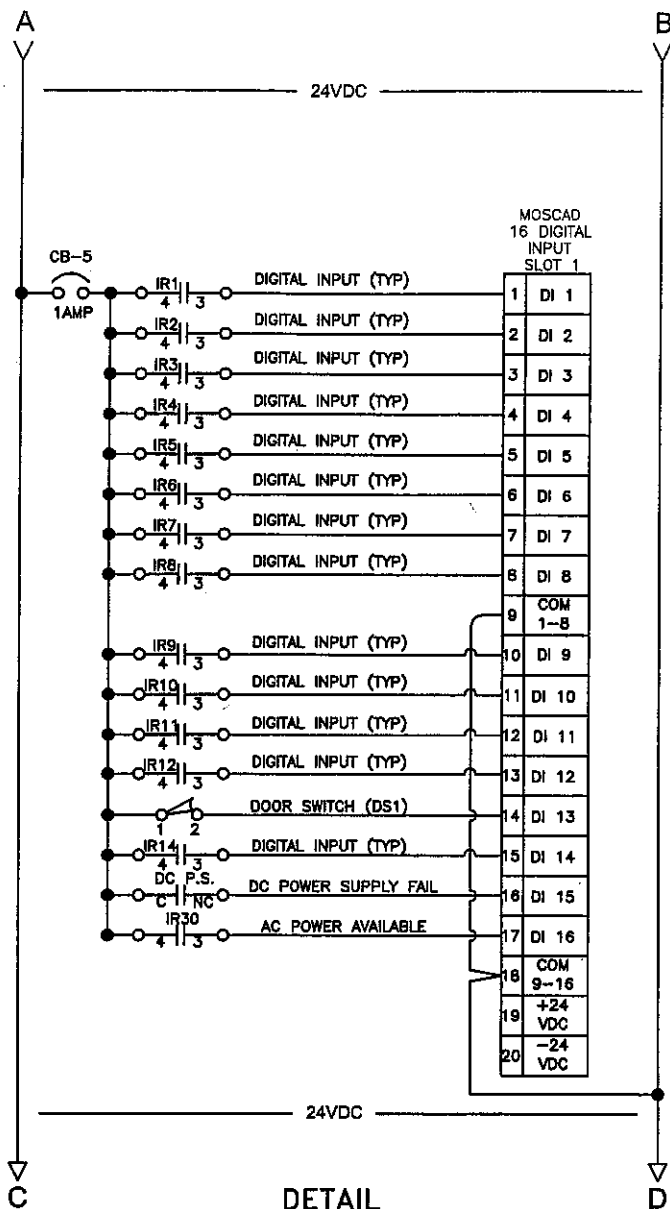 A B
24VDC
MOSCAD
16 DIGITAL
INPUT
SLOT 1
CB-5
1AMP
IR1 4 3 DIGITAL INPUT (TYP) 1 DI 1
IR2 4 3 DIGITAL INPUT (TYP) 2 DI 2
IR3 4 3 DIGITAL INPUT (TYP) 3 DI 3
IR4 4 3 DIGITAL INPUT (TYP) 4 DI 4
IR5 4 3 DIGITAL INPUT (TYP) 5 DI 5
IR6 4 3 DIGITAL INPUT (TYP) 6 DI 6
IR7 4 3 DIGITAL INPUT (TYP) 7 DI 7
IR8 4 3 DIGITAL INPUT (TYP) 8 DI 8
9 COM 1-8
IR9 4 3 DIGITAL INPUT (TYP) 10 DI 9
IR10 4 3 DIGITAL INPUT (TYP) 11 DI 10
IR11 4 3 DIGITAL INPUT (TYP) 12 DI 11
IR12 4 3 DIGITAL INPUT (TYP) 13 DI 12
1 2 DOOR SWITCH (DS1) 14 DI 13
IR14 4 3 DIGITAL INPUT (TYP) 15 DI 14
DC P.S. C NC DC POWER SUPPLY FAIL 16 DI 15
IR30 4 3 AC POWER AVAILABLE 17 DI 16
18 COM 9-16
19 +24 VDC
20 -24 VDC
24VDC
C DETAIL D